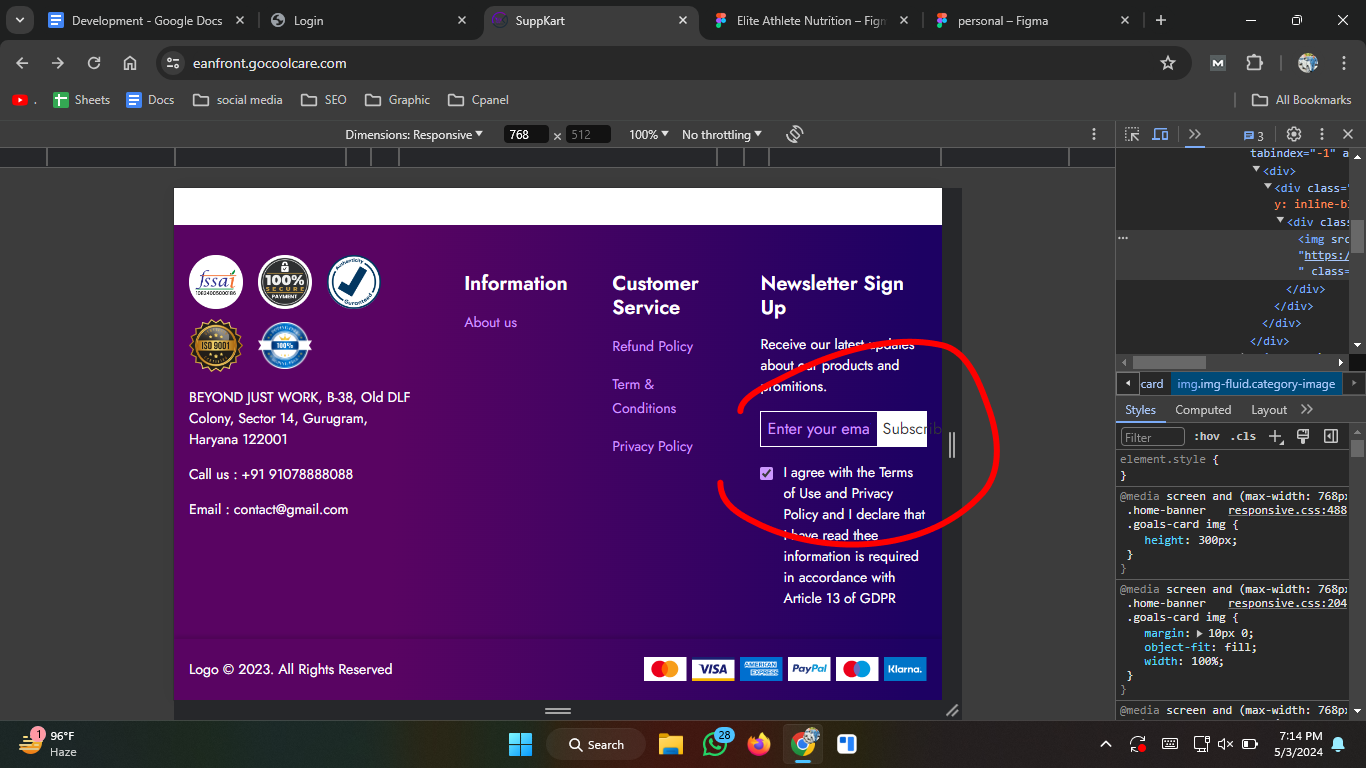 Development - Google Docs
Login
SuppKart
Elite Athlete Nutrition – Figm
personal – Figma
eanfront.gocoolcare.com
.
Sheets
Docs
social media
SEO
Graphic
Cpanel
All Bookmarks
Dimensions: Responsive
768
×
512
100%
No throttling
3
tabindex="-1" a
<div>
<div class="
y: inline-bl
<div clas
<img src
"https:/
" class=
</div>
</div>
</div>
</div>
card
img.img-fluid.category-image
Styles
Computed
Layout
Filter
:hov
.cls
element.style {
}
@media screen and (max-width: 768px
.home-banner responsive.css:488
.goals-card img {
height: 300px;
}
}
@media screen and (max-width: 768px
.home-banner responsive.css:204
.goals-card img {
margin: 10px 0;
object-fit: fill;
width: 100%;
}
}
@media screen and (max-width: 768px
fssai
10824005000186
100%
SECURE
PAYMENT
Authenticity
Guranteed
ISO 9001
100%
BEYOND JUST WORK, B-38, Old DLF
Colony, Sector 14, Gurugram,
Haryana 122001
Call us : +91 91078888088
Email : contact@gmail.com
Information
About us
Customer
Service
Refund Policy
Term &
Conditions
Privacy Policy
Newsletter Sign
Up
Receive our latest updates
about our products and
promitions.
Enter your ema
Subscrib
I agree with the Terms
of Use and Privacy
Policy and I declare that
I have read thee
information is required
in accordance with
Article 13 of GDPR
Logo © 2023. All Rights Reserved
VISA
AMERICAN
EXPRESS
PayPal
Klarna.
1
96°F
Haze
Search
28
7:14 PM
5/3/2024